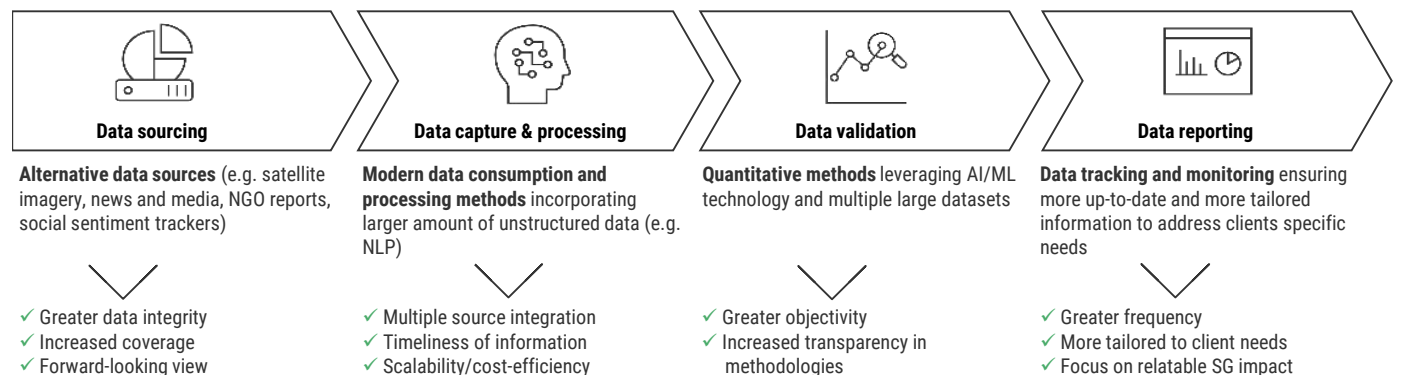 Data sourcing
Data capture & processing
Data validation
Data reporting
Alternative data sources (e.g. satellite
imagery, news and media, NGO reports,
social sentiment trackers)
Modern data consumption and
processing methods incorporating
larger amount of unstructured data (e.g.
NLP)
Quantitative methods leveraging AI/ML
technology and multiple large datasets
Data tracking and monitoring ensuring
more up-to-date and more tailored
information to address clients specific
needs
✓ Greater data integrity
✓ Increased coverage
✓ Forward-looking view
✓ Multiple source integration
✓ Timeliness of information
✓ Scalability/cost-efficiency
✓ Greater objectivity
✓ Increased transparency in
methodologies
✓ Greater frequency
✓ More tailored to client needs
✓ Focus on relatable SG impact